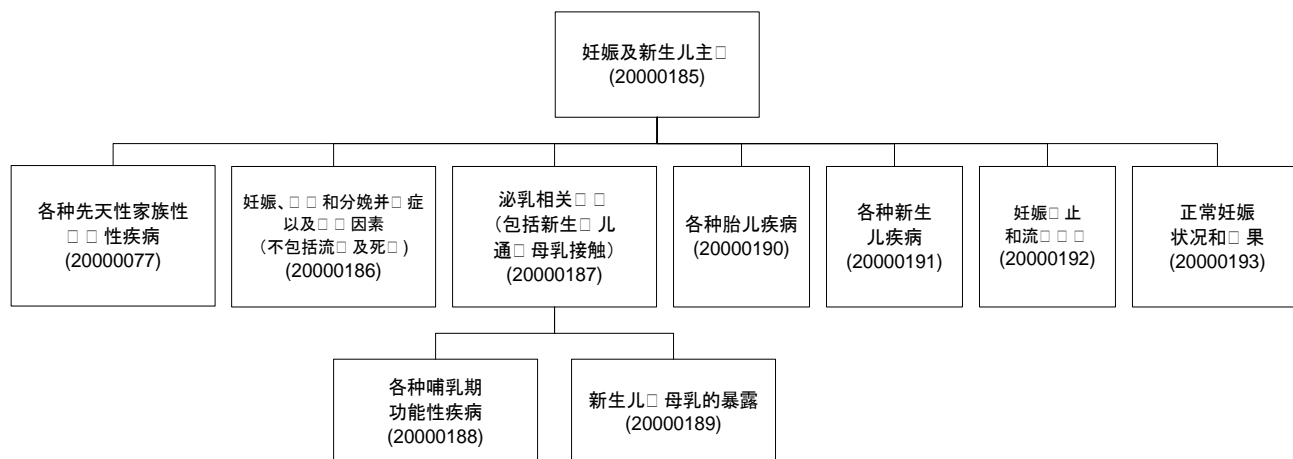 妊娠及新生儿主□
(20000185)
各种先天性家族性
□□性疾病
(20000077)
妊娠、□□和分娩并□症
以及□□因素
（不包括流□及死□）
(20000186)
泌乳相关□□
（包括新生□儿
通□母乳接触）
(20000187)
各种胎儿疾病
(20000190)
各种新生
儿疾病
(20000191)
妊娠□止
和流□□□
(20000192)
正常妊娠
状况和□果
(20000193)
各种哺乳期
功能性疾病
(20000188)
新生儿□母乳的暴露
(20000189)